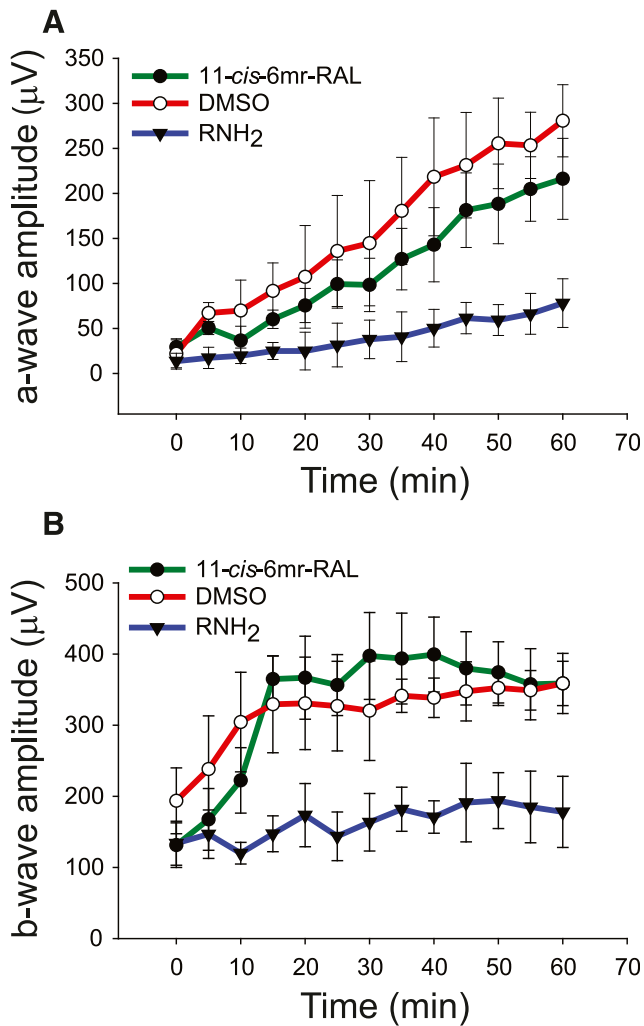 A
a-wave amplitude (μV)
350
300
250
200
150
100
50
0
11-cis-6mr-RAL
DMSO
RNH2
0 10 20 30 40 50 60 70
Time (min)
B
b-wave amplitude (μV)
500
400
300
200
100
0
11-cis-6mr-RAL
DMSO
RNH2
0 10 20 30 40 50 60 70
Time (min)